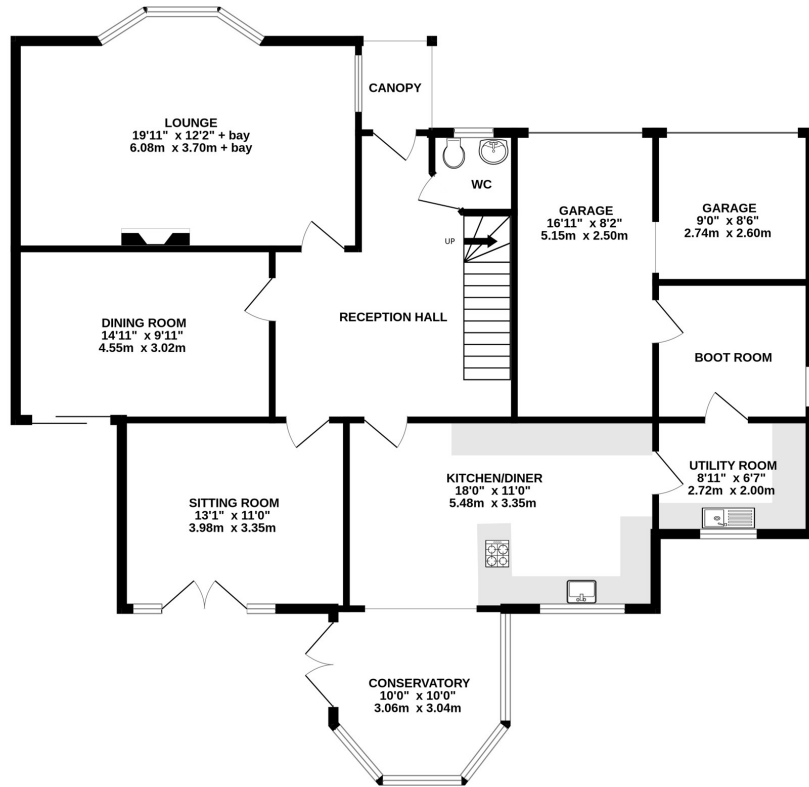 CANOPY
LOUNGE
19'11" x 12'2" + bay
6.08m x 3.70m + bay
WC
GARAGE
16'11" x 8'2"
5.15m x 2.50m
GARAGE
9'0" x 8'6"
2.74m x 2.60m
UP
DINING ROOM
14'11" x 9'11"
4.55m x 3.02m
RECEPTION HALL
BOOT ROOM
SITTING ROOM
13'1" x 11'0"
3.98m x 3.35m
KITCHEN/DINER
18'0" x 11'0"
5.48m x 3.35m
UTILITY ROOM
8'11" x 6'7"
2.72m x 2.00m
CONSERVATORY
10'0" x 10'0"
3.06m x 3.04m